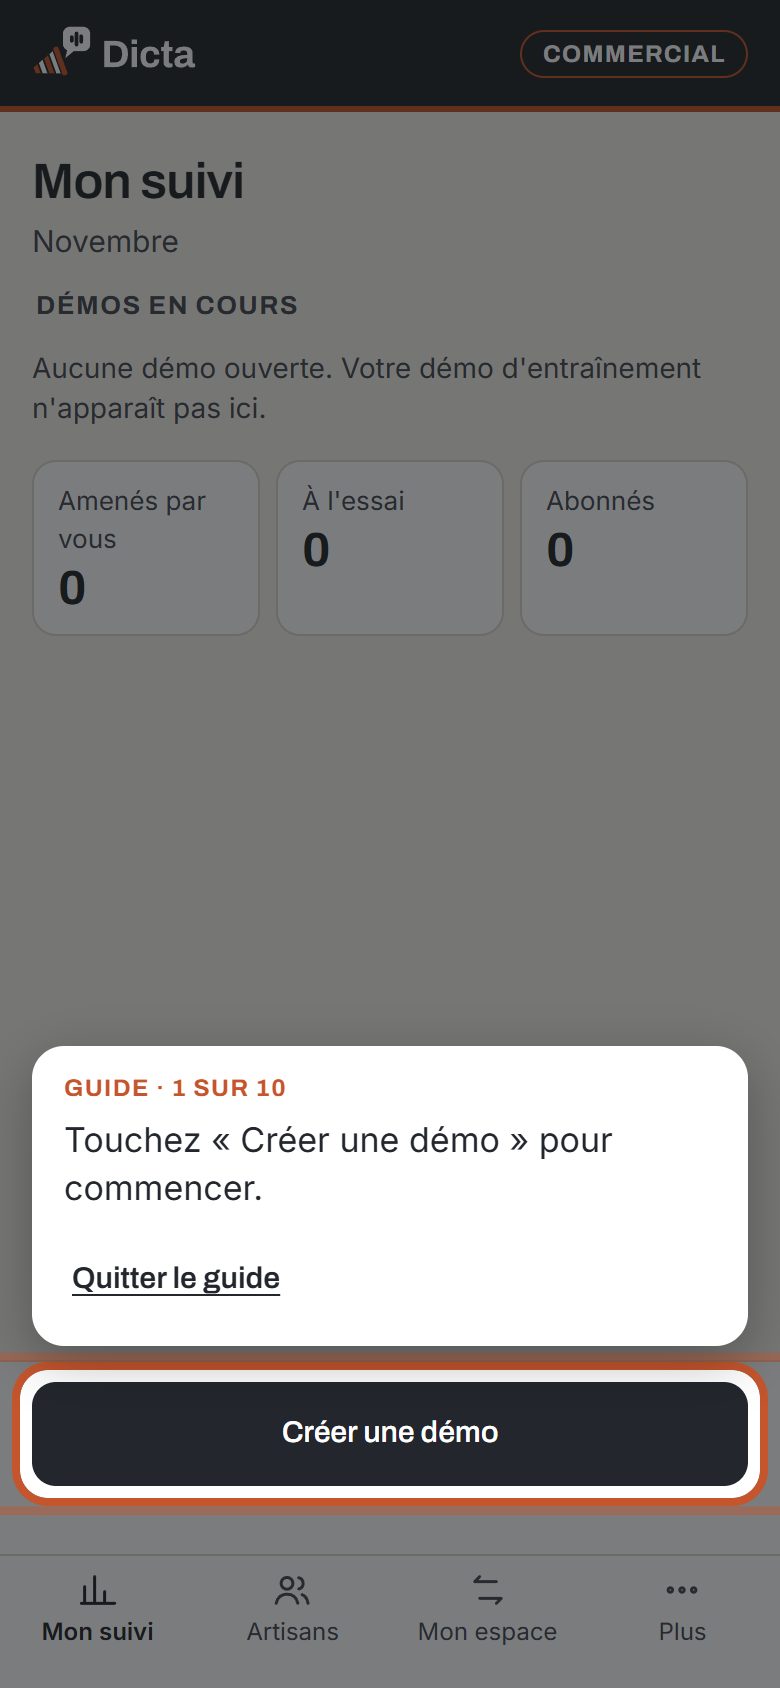 Dicta
COMMERCIAL
Mon suivi
Novembre
DÉMOS EN COURS
Aucune démo ouverte. Votre démo d'entraînement
n'apparaît pas ici.
Amenés par
vous
0
À l'essai
0
Abonnés
0
GUIDE · 1 SUR 10
Touchez « Créer une démo » pour
commencer.
Quitter le guide
Créer une démo
Mon suivi
Artisans
Mon espace
Plus